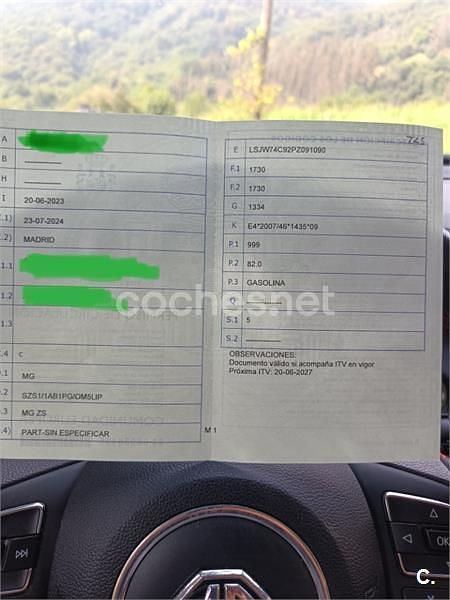 A
B
H
I 20-06-2023
.1) 23-07-2024
.2) MADRID
1.1
1.2
1.3
.4 c
.1 MG
.2 SZS1/1AB1PG/OM5LIP
.3 MG ZS
.4) PART-SIN ESPECIFICAR
E LSJW74C92PZ091090
F.1 1730
F.2 1730
G 1334
K E4*2007/46*1435*09
P.1 999
P.2 82.0
P.3 GASOLINA
Q
S.1 5
S.2
OBSERVACIONES:
Documento válido si acompaña ITV en vigor
Próxima ITV: 20-06-2027
M 1
coches.net
OK
C.